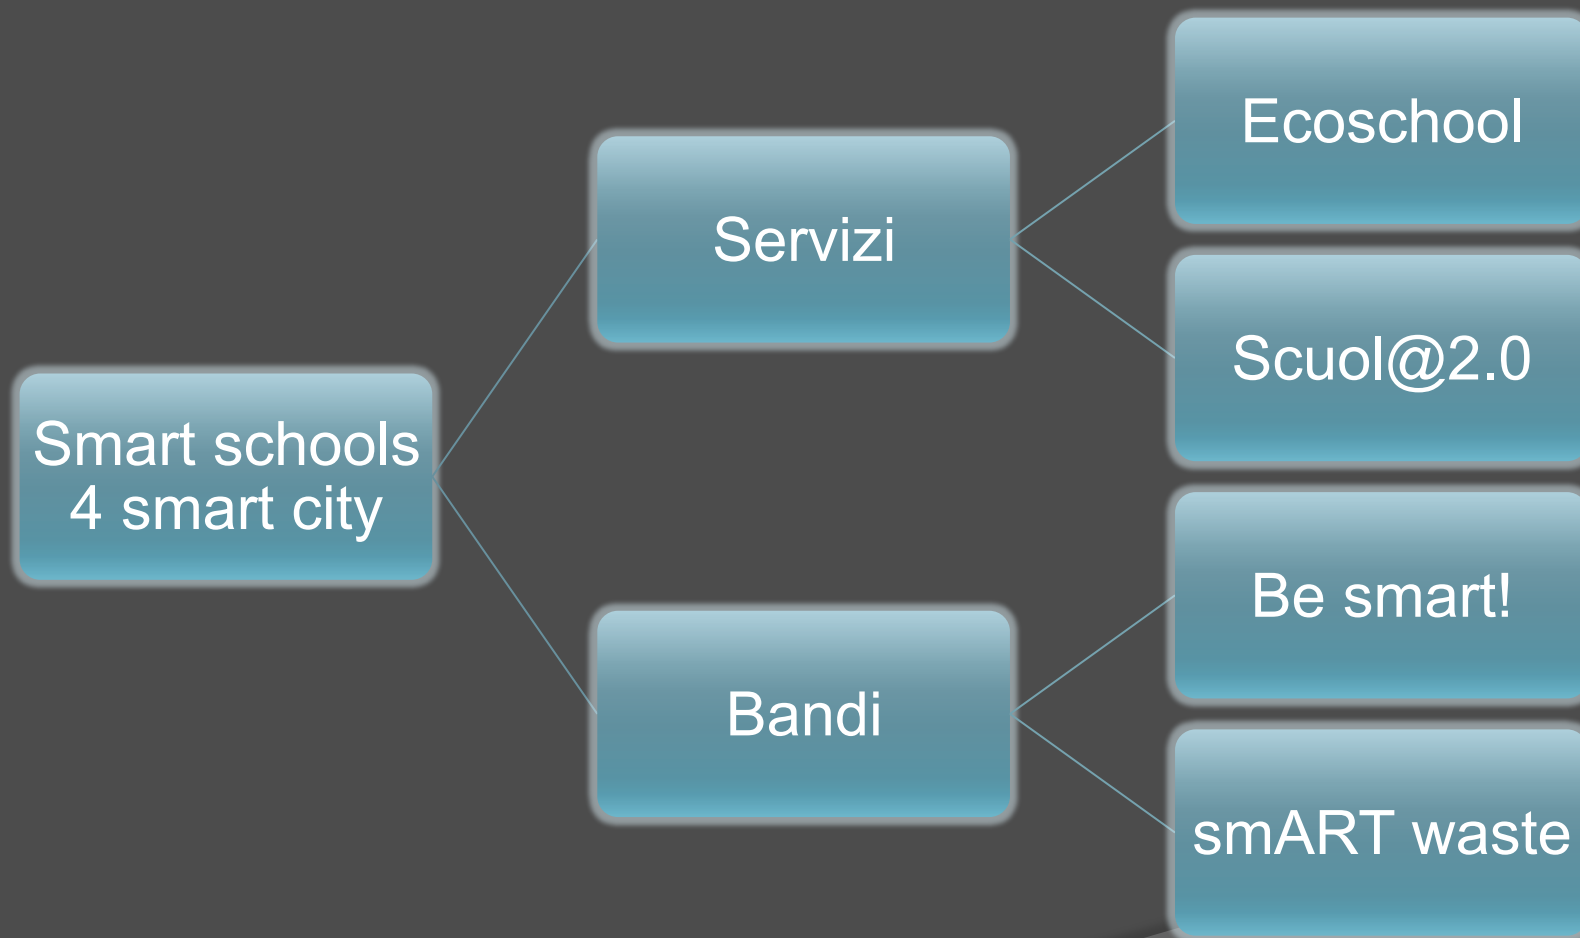 Smart schools
4 smart city
Servizi
Bandi
Ecoschool
Scuol@2.0
Be smart!
smART waste